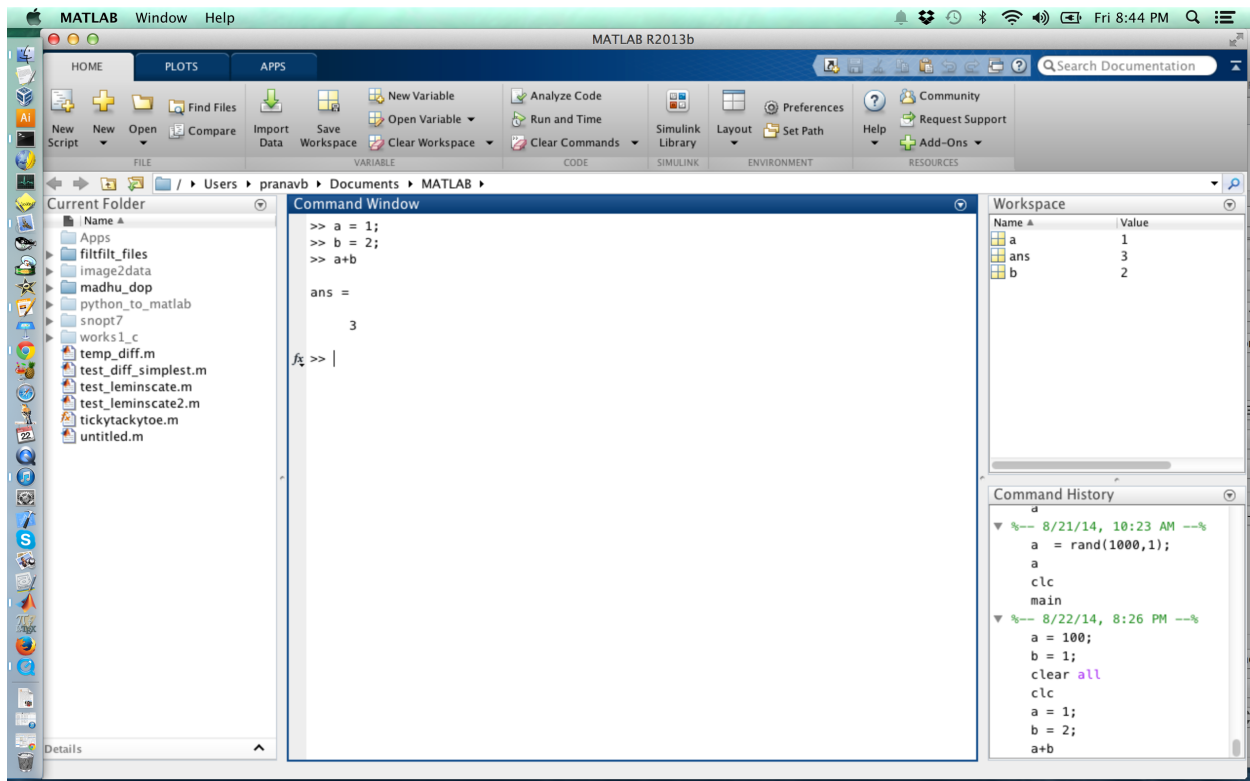 MATLAB Window Help Fri 8:44 PM
MATLAB R2013b
HOME PLOTS APPS Search Documentation
New Script
New
Open
Find Files
Compare
FILE
Import Data
Save Workspace
New Variable
Open Variable
Clear Workspace
VARIABLE
Analyze Code
Run and Time
Clear Commands
CODE
Simulink Library
SIMULINK
Layout
Preferences
Set Path
ENVIRONMENT
? Help
Community
Request Support
Add-Ons
RESOURCES
/ Users pranavb Documents MATLAB
Current Folder
Name
Apps
filtfilt_files
image2data
madhu_dop
python_to_matlab
snopt7
works1_c
temp_diff.m
test_diff_simplest.m
test_leminscate.m
test_leminscate2.m
tickytackytoe.m
untitled.m
Details
Command Window
>> a = 1;
>> b = 2;
>> a+b
ans =
3
fx >>
Workspace
Name Value
a 1
ans 3
b 2
Command History
a
%-- 8/21/14, 10:23 AM --%
a = rand(1000,1);
a
clc
main
%-- 8/22/14, 8:26 PM --%
a = 100;
b = 1;
clear all
clc
a = 1;
b = 2;
a+b
Ai
22
S